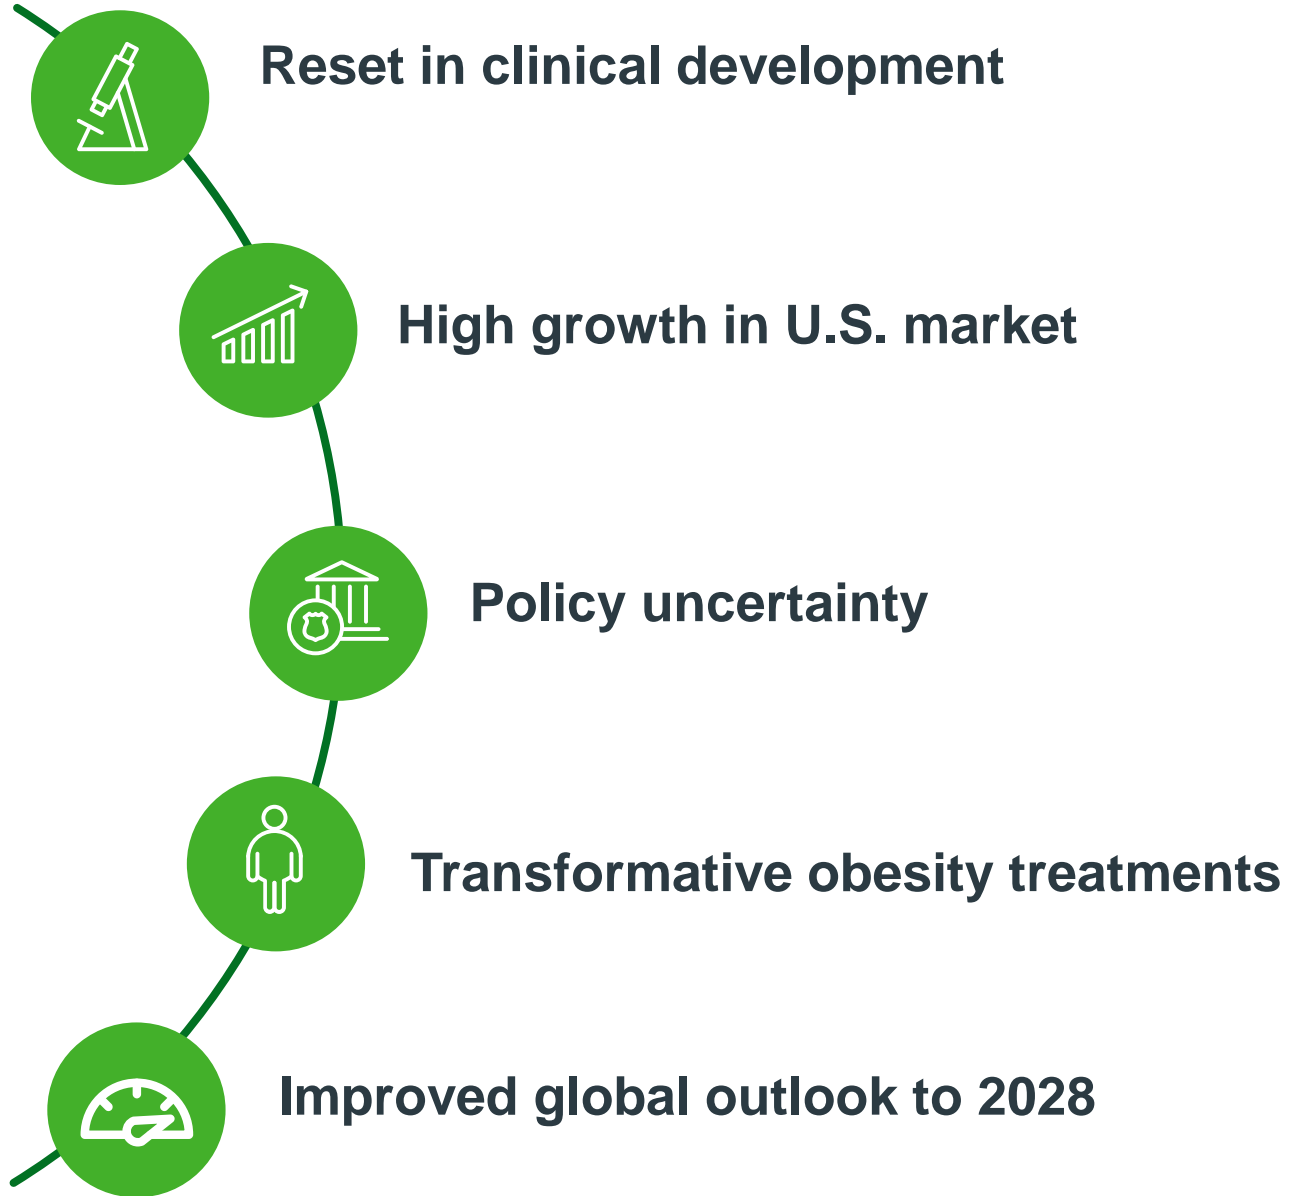 Reset in clinical development
High growth in U.S. market
Policy uncertainty
Transformative obesity treatments
Improved global outlook to 2028